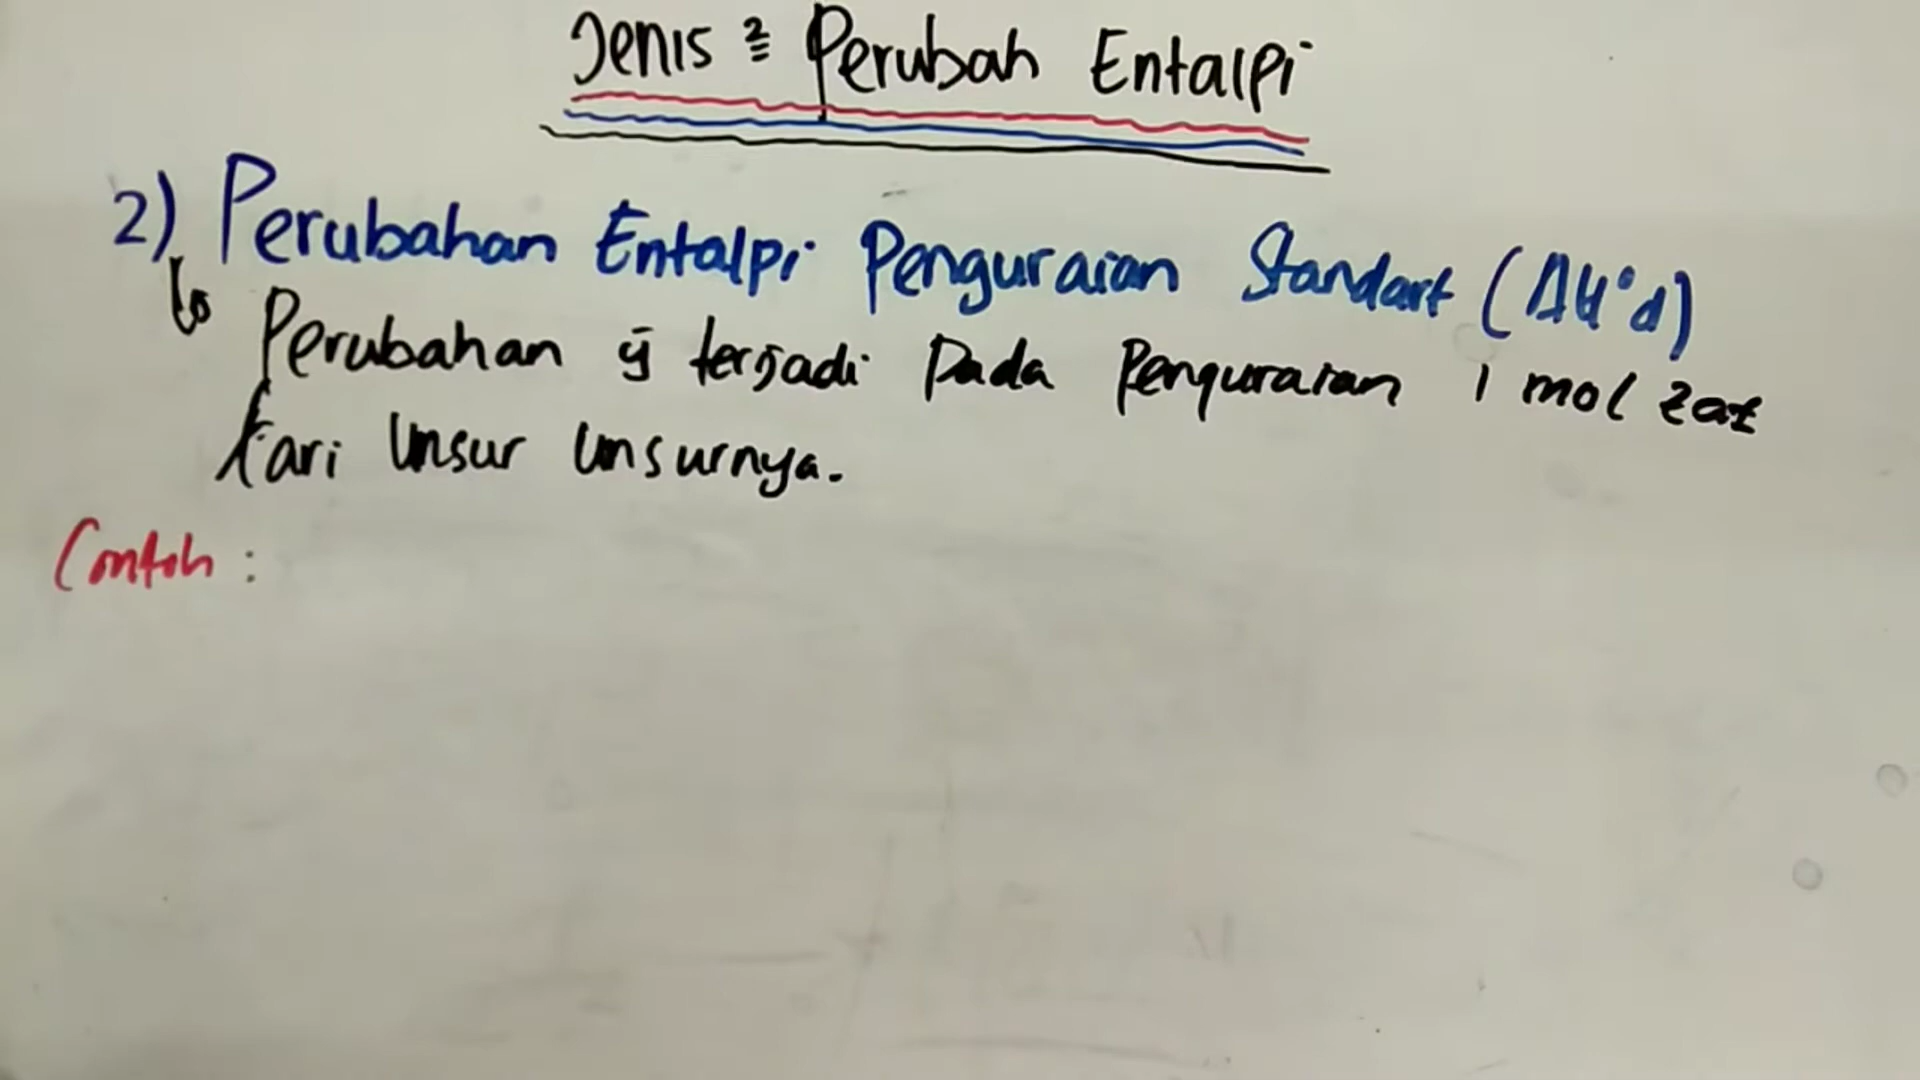 Jenis² Perubah Entalpi
2) Perubahan Entalpi Penguraian Standart (ΔH°d)
↳ Perubahan yg terjadi Pada Penguraian 1 mol zat
dari Unsur Unsurnya.
Contoh :